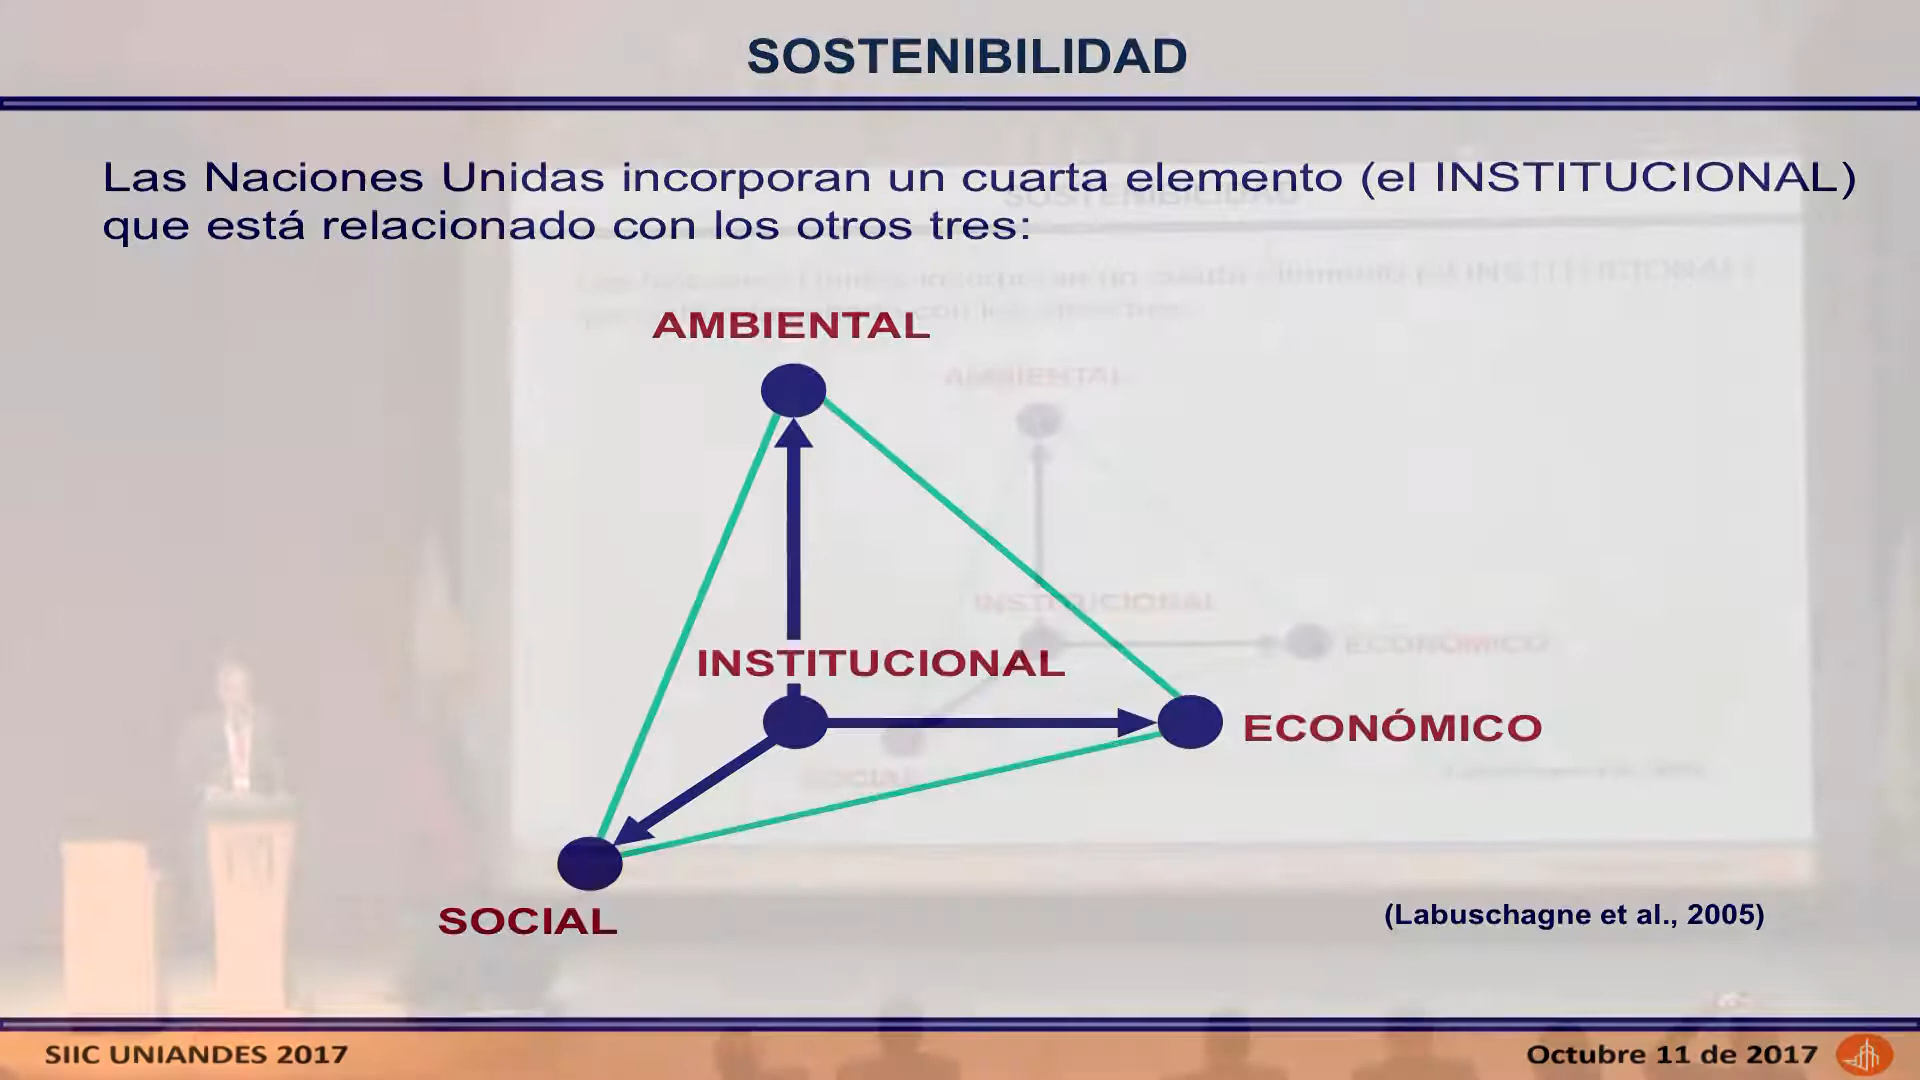 SOSTENIBILIDAD
Las Naciones Unidas incorporan un cuarta elemento (el INSTITUCIONAL)
que está relacionado con los otros tres:
AMBIENTAL
INSTITUCIONAL
ECONÓMICO
SOCIAL
(Labuschagne et al., 2005)
SIIC UNIANDES 2017
Octubre 11 de 2017